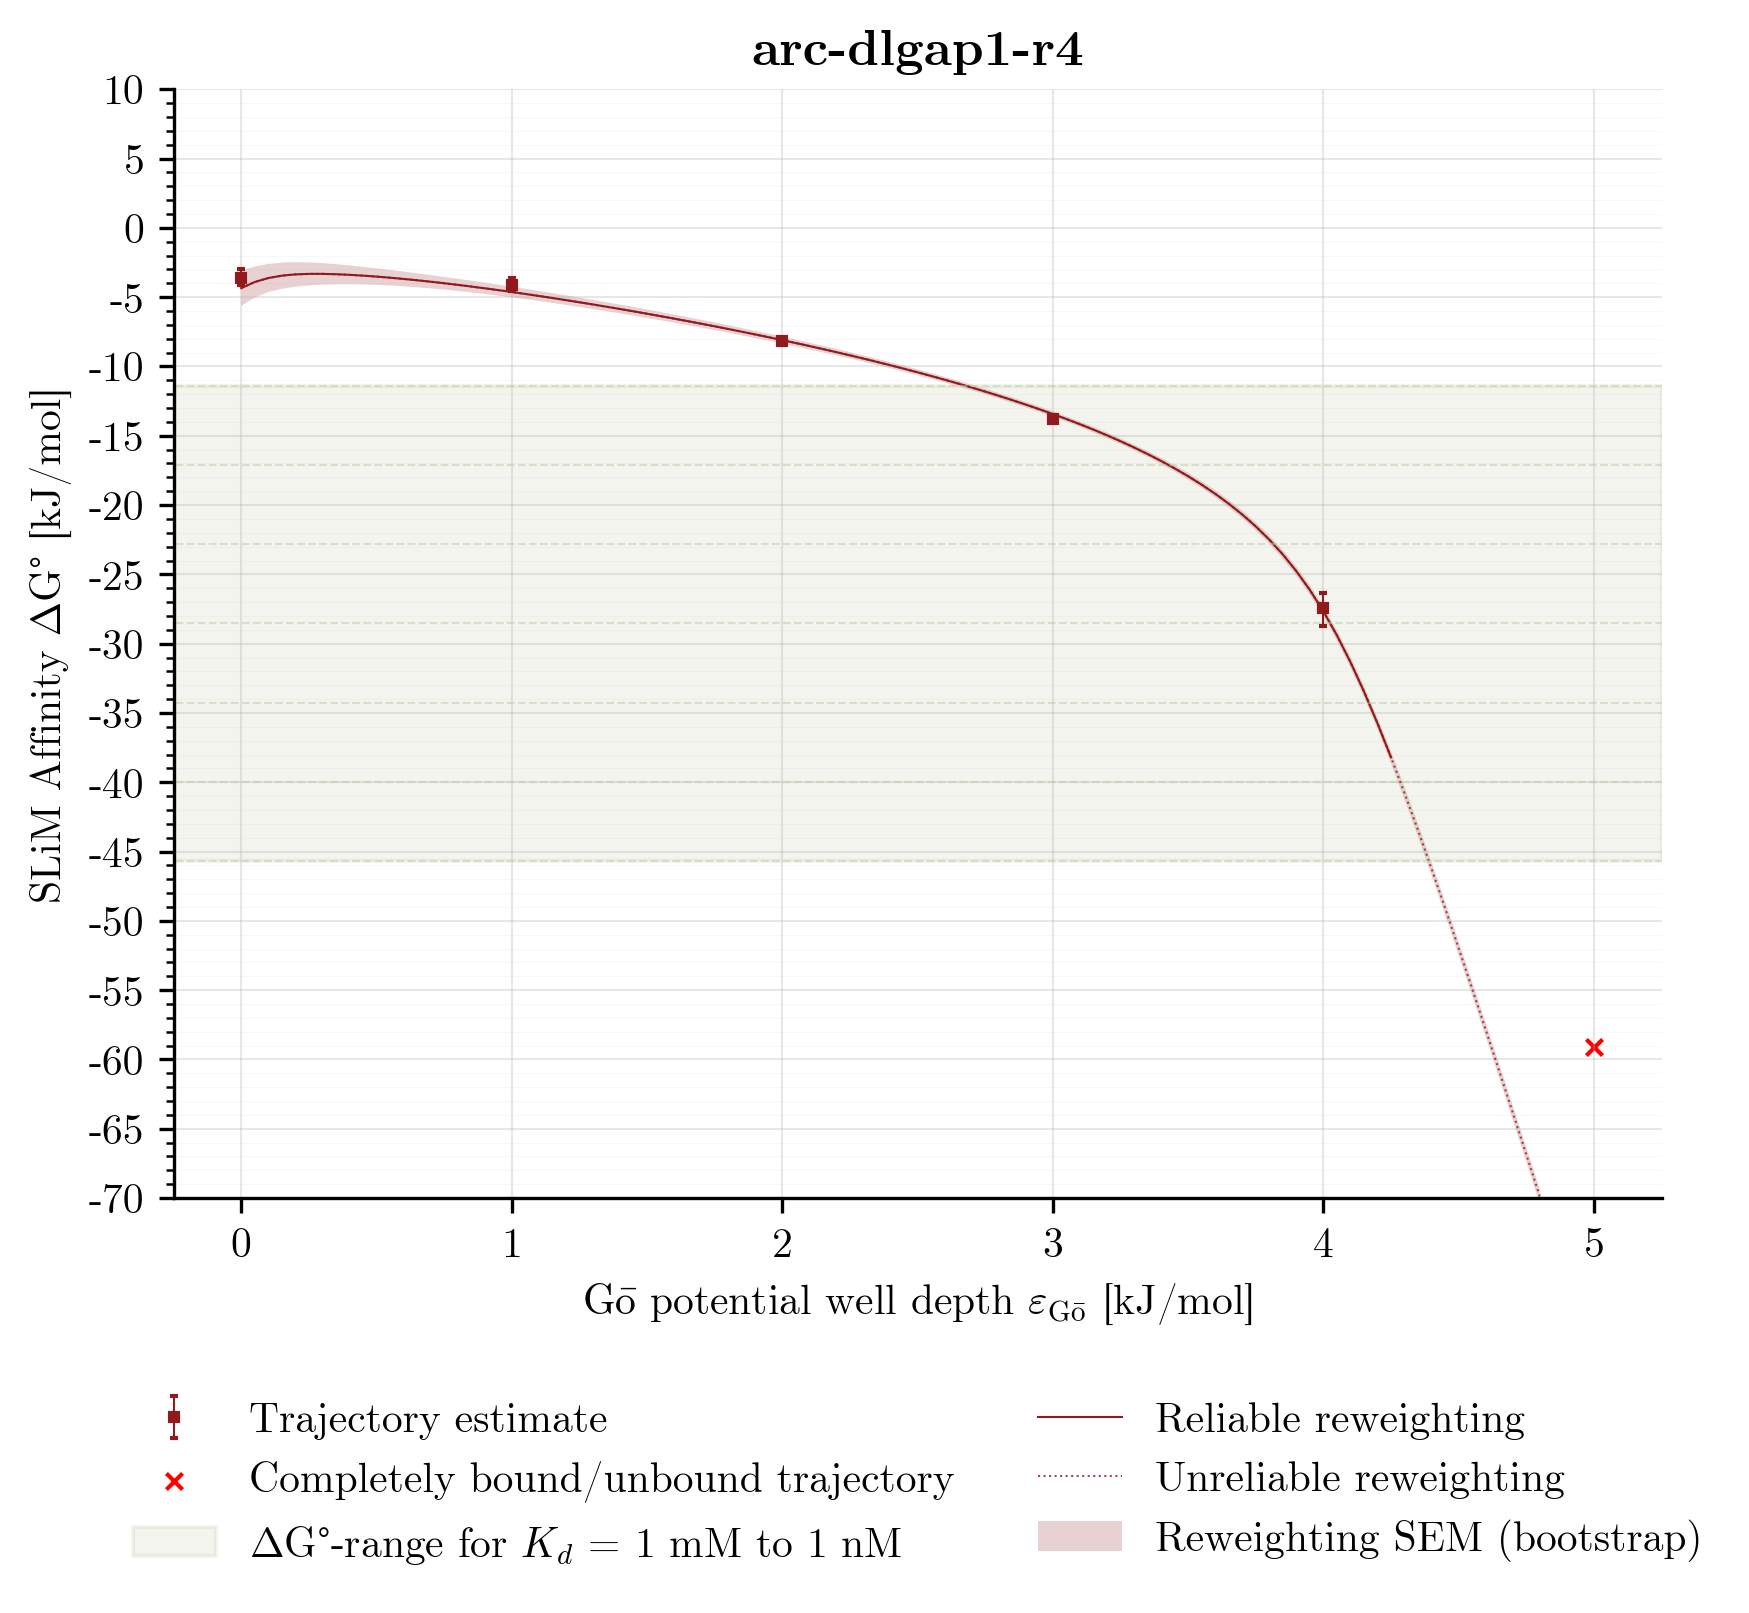 arc-dlgap1-r4
10
5
0
-5
-10
-15
-20
-25
-30
-35
-40
-45
-50
-55
-60
-65
-70
SLiM Affinity ΔG° [kJ/mol]
0 1 2 3 4 5
Gō potential well depth ε_Gō [kJ/mol]
Trajectory estimate
Completely bound/unbound trajectory
ΔG°-range for K_d = 1 mM to 1 nM
Reliable reweighting
Unreliable reweighting
Reweighting SEM (bootstrap)